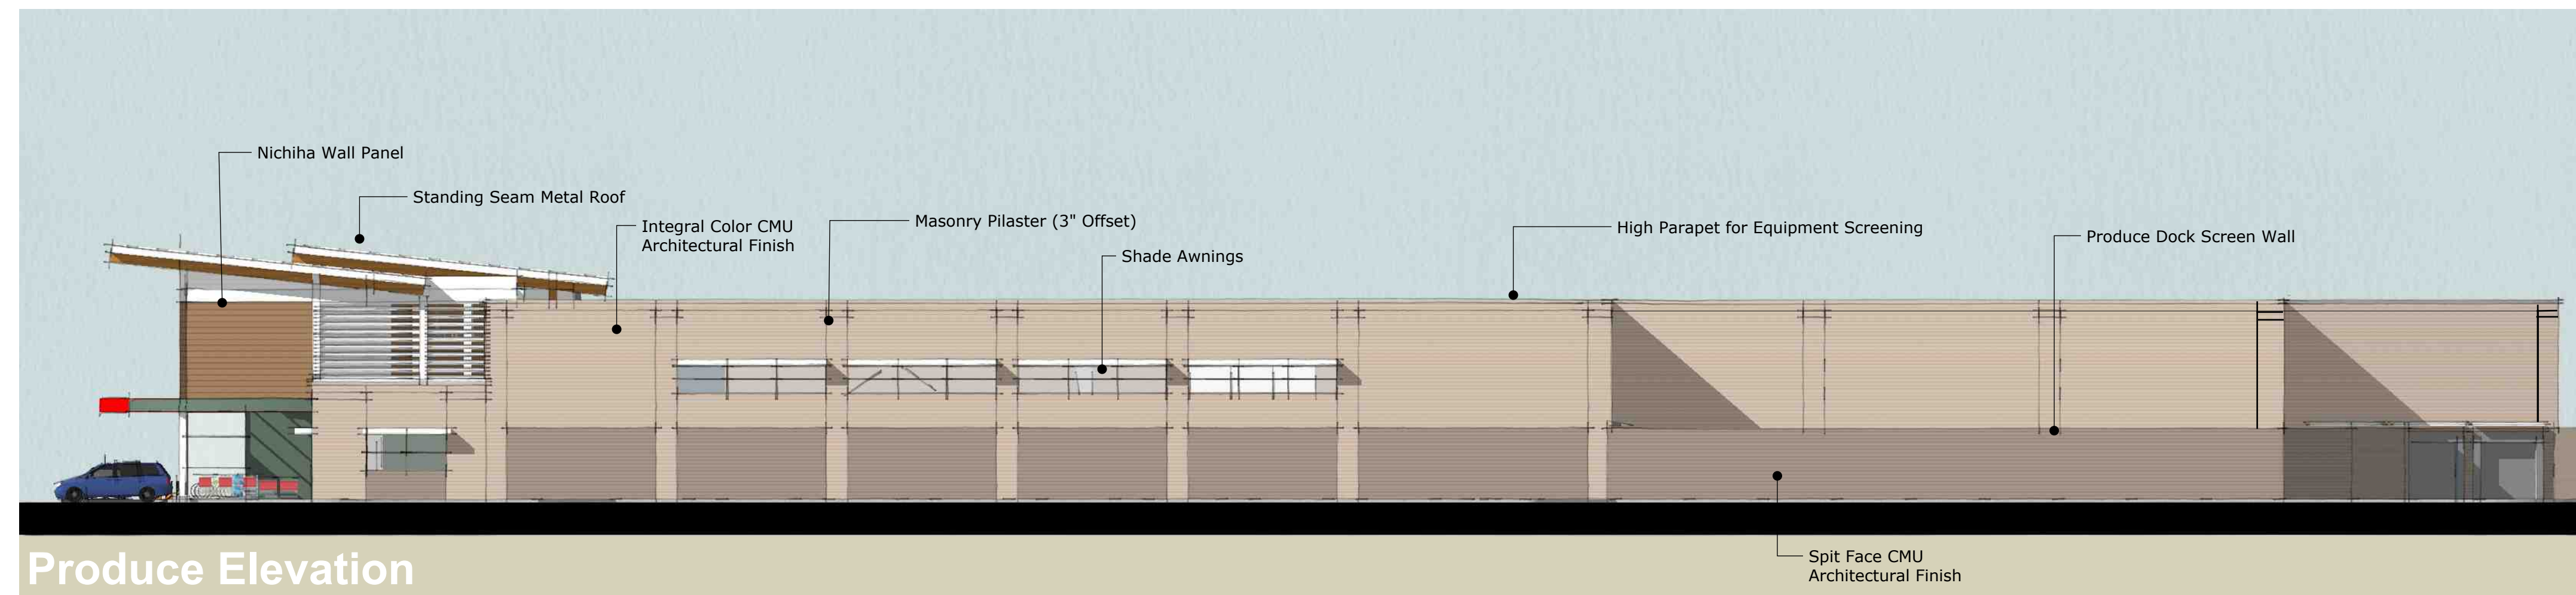 Nichiha Wall Panel
Standing Seam Metal Roof
Integral Color CMU
Architectural Finish
Masonry Pilaster (3" Offset)
Shade Awnings
High Parapet for Equipment Screening
Produce Dock Screen Wall
Spit Face CMU
Architectural Finish
Produce Elevation